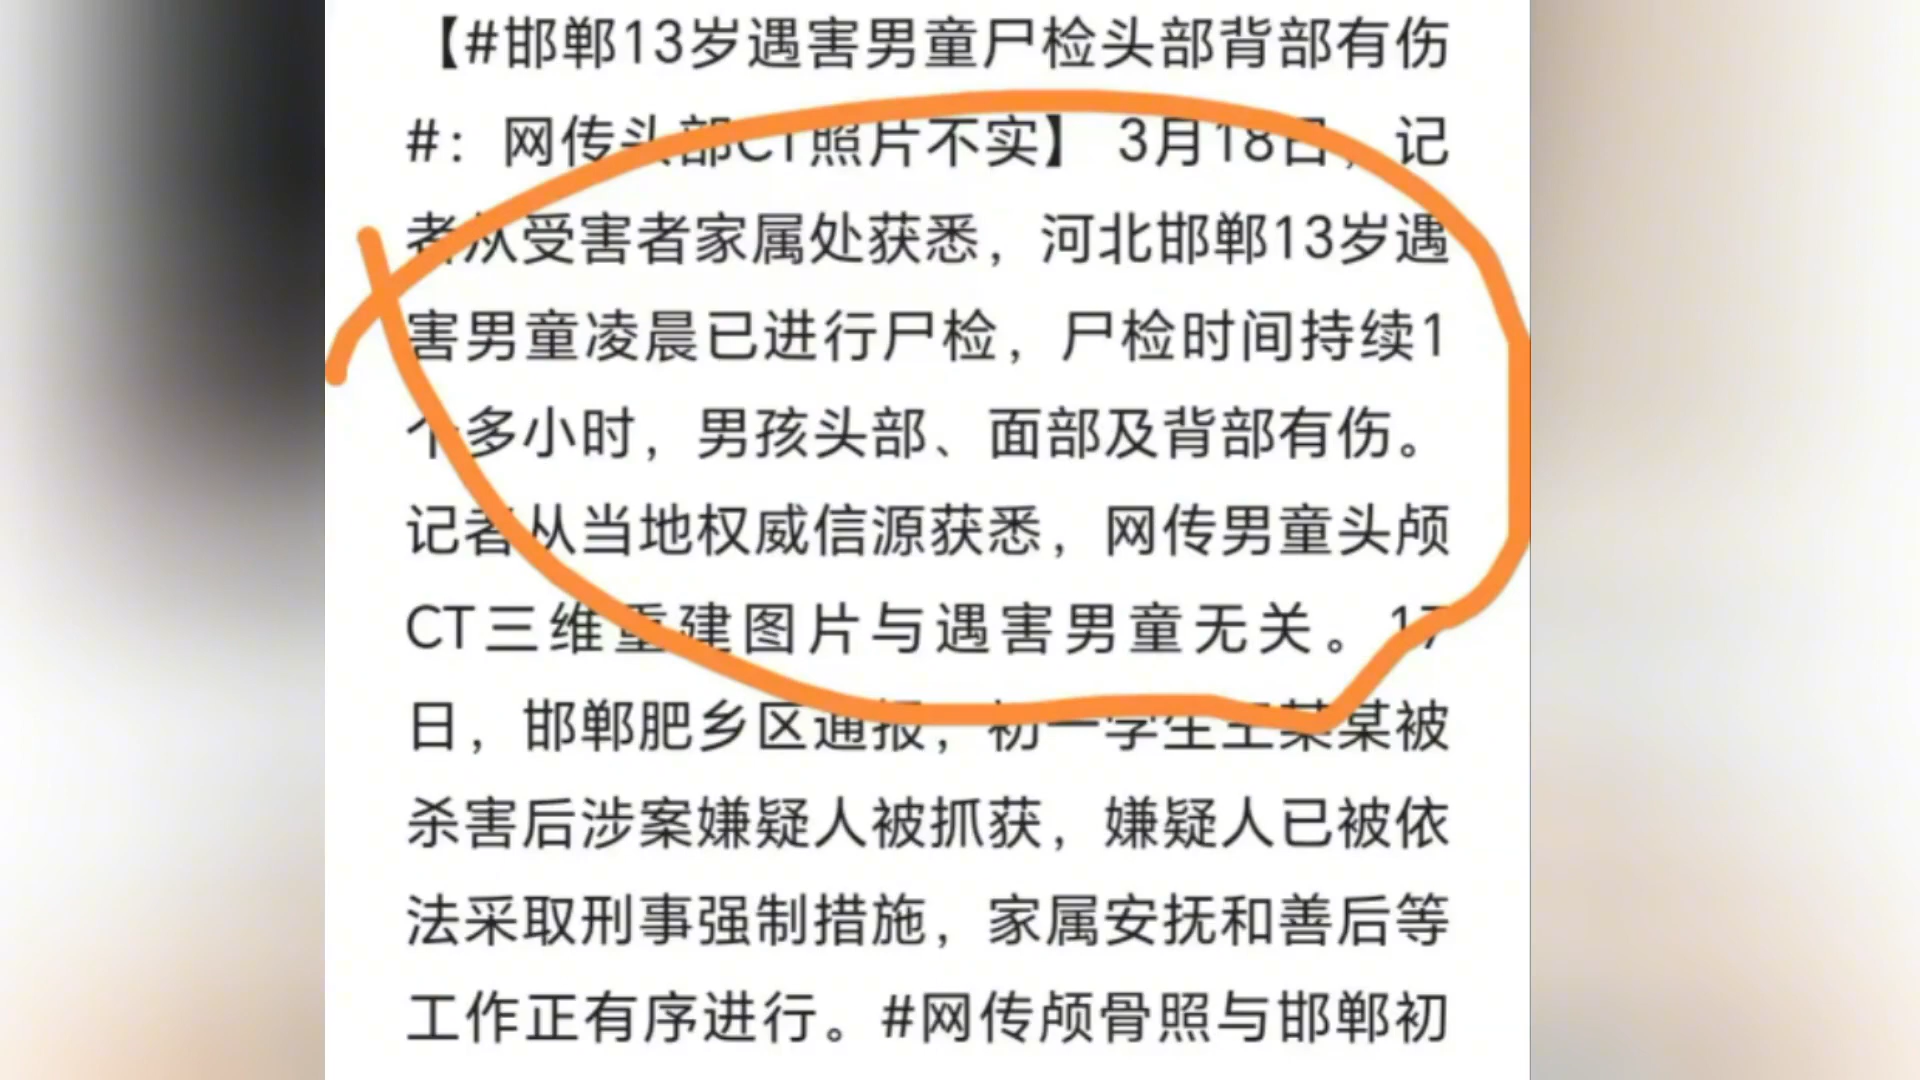 【#邯郸13岁遇害男童尸检头部背部有伤
#：网传头部CT照片不实】 3月18日，记
者从受害者家属处获悉，河北邯郸13岁遇
害男童凌晨已进行尸检，尸检时间持续1
个多小时，男孩头部、面部及背部有伤。
记者从当地权威信源获悉，网传男童头颅
CT三维重建图片与遇害男童无关。17
日，邯郸肥乡区通报，初一学生王某某被
杀害后涉案嫌疑人被抓获，嫌疑人已被依
法采取刑事强制措施，家属安抚和善后等
工作正有序进行。#网传颅骨照与邯郸初